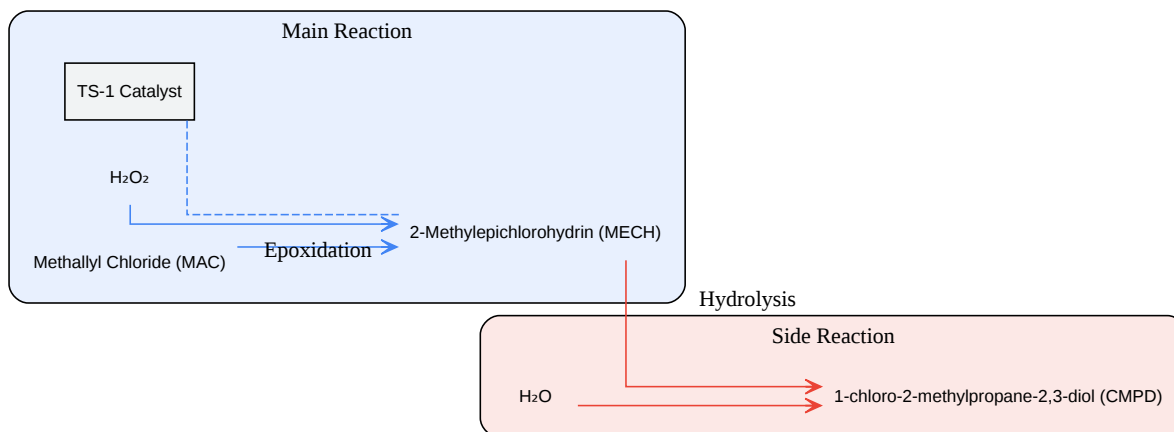 Main Reaction
TS-1 Catalyst
H₂O₂
2-Methylepichlorohydrin (MECH)
Epoxidation
Methallyl Chloride (MAC)
Hydrolysis
Side Reaction
H₂O
1-chloro-2-methylpropane-2,3-diol (CMPD)